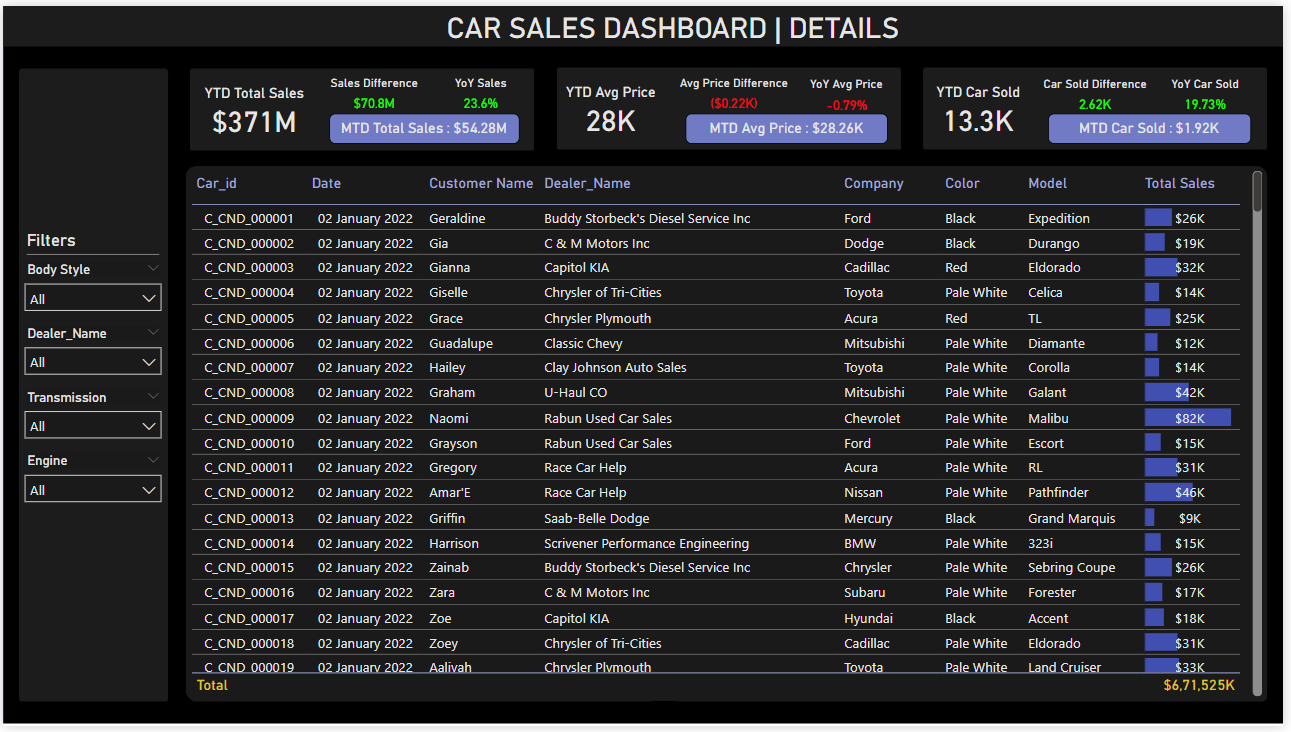 CAR SALES DASHBOARD | DETAILS
YTD Total Sales
$371M
Sales Difference
$70.8M
YoY Sales
23.6%
MTD Total Sales : $54.28M
YTD Avg Price
28K
Avg Price Difference
($0.22K)
YoY Avg Price
-0.79%
MTD Avg Price : $28.26K
YTD Car Sold
13.3K
Car Sold Difference
2.62K
YoY Car Sold
19.73%
MTD Car Sold : $1.92K
Filters
Body Style
All
Dealer_Name
All
Transmission
All
Engine
All
Car_id Date Customer Name Dealer_Name Company Color Model Total Sales
C_CND_000001 02 January 2022 Geraldine Buddy Storbeck's Diesel Service Inc Ford Black Expedition $26K
C_CND_000002 02 January 2022 Gia C & M Motors Inc Dodge Black Durango $19K
C_CND_000003 02 January 2022 Gianna Capitol KIA Cadillac Red Eldorado $32K
C_CND_000004 02 January 2022 Giselle Chrysler of Tri-Cities Toyota Pale White Celica $14K
C_CND_000005 02 January 2022 Grace Chrysler Plymouth Acura Red TL $25K
C_CND_000006 02 January 2022 Guadalupe Classic Chevy Mitsubishi Pale White Diamante $12K
C_CND_000007 02 January 2022 Hailey Clay Johnson Auto Sales Toyota Pale White Corolla $14K
C_CND_000008 02 January 2022 Graham U-Haul CO Mitsubishi Pale White Galant $42K
C_CND_000009 02 January 2022 Naomi Rabun Used Car Sales Chevrolet Pale White Malibu $82K
C_CND_000010 02 January 2022 Grayson Rabun Used Car Sales Ford Pale White Escort $15K
C_CND_000011 02 January 2022 Gregory Race Car Help Acura Pale White RL $31K
C_CND_000012 02 January 2022 Amar'E Race Car Help Nissan Pale White Pathfinder $46K
C_CND_000013 02 January 2022 Griffin Saab-Belle Dodge Mercury Black Grand Marquis $9K
C_CND_000014 02 January 2022 Harrison Scrivener Performance Engineering BMW Pale White 323i $15K
C_CND_000015 02 January 2022 Zainab Buddy Storbeck's Diesel Service Inc Chrysler Pale White Sebring Coupe $26K
C_CND_000016 02 January 2022 Zara C & M Motors Inc Subaru Pale White Forester $17K
C_CND_000017 02 January 2022 Zoe Capitol KIA Hyundai Black Accent $18K
C_CND_000018 02 January 2022 Zoey Chrysler of Tri-Cities Cadillac Pale White Eldorado $31K
C_CND_000019 02 January 2022 Aaliyah Chrysler Plymouth Toyota Pale White Land Cruiser $33K
Total $6,71,525K